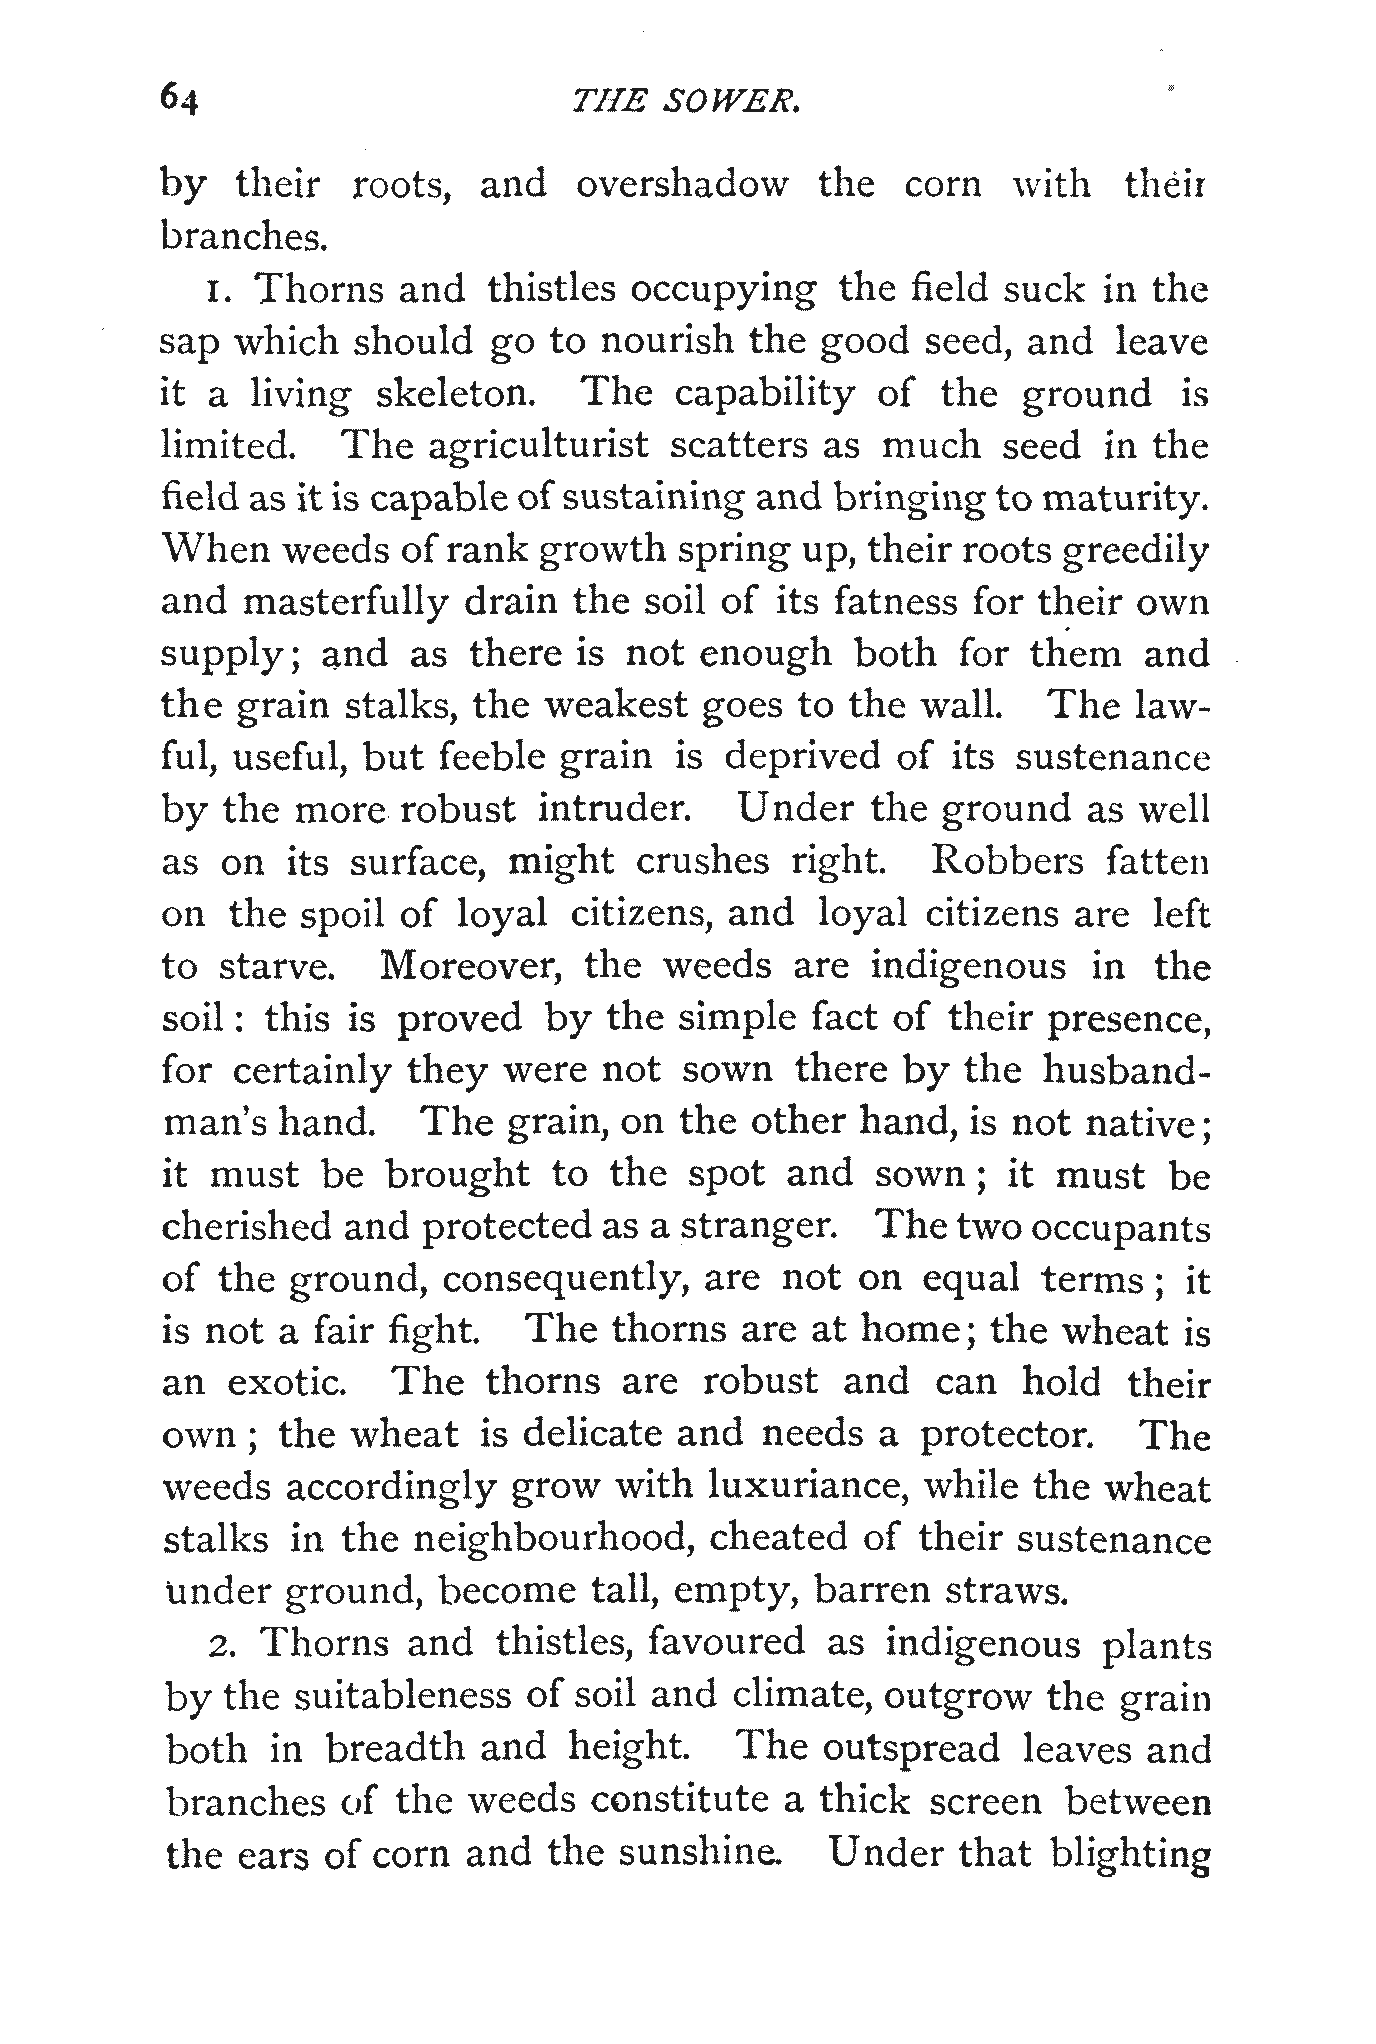 64 THE SOWER.
by their roots, and overshadow the corn with their
branches.
1. Thorns and thistles occupying the field suck in the
sap which should go to nourish the good seed, and leave
it a living skeleton. The capability of the ground is
limited. The agriculturist scatters as much seed in the
field as it is capable of sustaining and bringing to maturity.
When weeds of rank growth spring up, their roots greedily
and masterfully drain the soil of its fatness for their own
supply; and as there is not enough both for them and
the grain stalks, the weakest goes to the wall. The law-
ful, useful, but feeble grain is deprived of its sustenance
by the more robust intruder. Under the ground as well
as on its surface, might crushes right. Robbers fatten
on the spoil of loyal citizens, and loyal citizens are left
to starve. Moreover, the weeds are indigenous in the
soil: this is proved by the simple fact of their presence,
for certainly they were not sown there by the husband-
man's hand. The grain, on the other hand, is not native;
it must be brought to the spot and sown; it must be
cherished and protected as a stranger. The two occupants
of the ground, consequently, are not on equal terms; it
is not a fair fight. The thorns are at home; the wheat is
an exotic. The thorns are robust and can hold their
own; the wheat is delicate and needs a protector. The
weeds accordingly grow with luxuriance, while the wheat
stalks in the neighbourhood, cheated of their sustenance
under ground, become tall, empty, barren straws.
2. Thorns and thistles, favoured as indigenous plants
by the suitableness of soil and climate, outgrow the grain
both in breadth and height. The outspread leaves and
branches of the weeds constitute a thick screen between
the ears of corn and the sunshine. Under that blighting